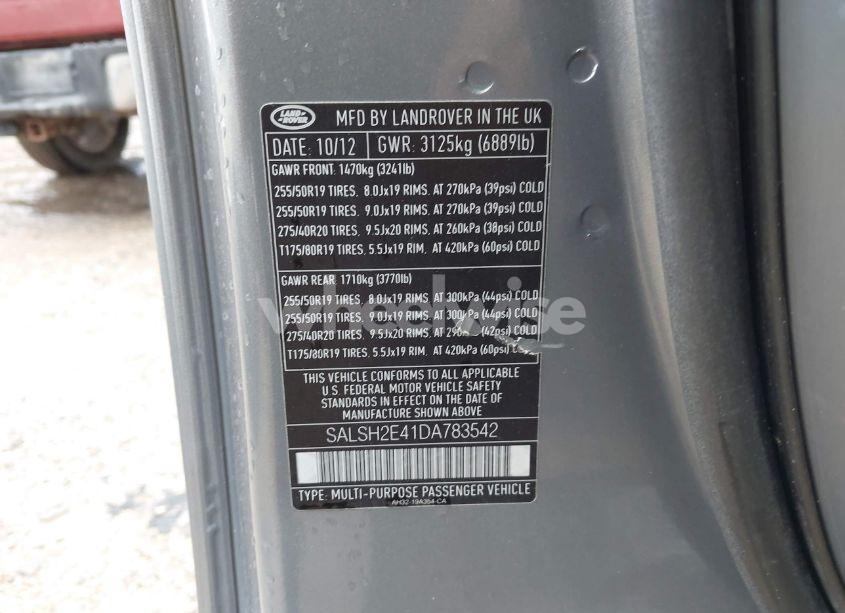 LAND
ROVER
MFD BY LANDROVER IN THE UK
DATE: 10/12 GWR: 3125kg (6889lb)
GAWR FRONT: 1470kg (3241lb)
255/50R19 TIRES, 8.0Jx19 RIMS, AT 270kPa (39psi) COLD
255/50R19 TIRES, 9.0Jx19 RIMS, AT 270kPa (39psi) COLD
275/40R20 TIRES, 9.5Jx20 RIMS, AT 260kPa (38psi) COLD
T175/80R19 TIRES, 5.5Jx19 RIM, AT 420kPa (60psi) COLD
GAWR REAR: 1710kg (3770lb)
255/50R19 TIRES, 8.0Jx19 RIMS, AT 300kPa (44psi) COLD
255/50R19 TIRES, 9.0Jx19 RIMS, AT 300kPa (44psi) COLD
275/40R20 TIRES, 9.5Jx20 RIMS, AT (42psi) COLD
T175/80R19 TIRES, 5.5Jx19 RIM, AT 420kPa (60psi)
THIS VEHICLE CONFORMS TO ALL APPLICABLE
U.S. FEDERAL MOTOR VEHICLE SAFETY
STANDARDS IN EFFECT ON THE DATE OF
MANUFACTURE SHOWN ABOVE
SALSH2E41DA783542
TYPE: MULTI-PURPOSE PASSENGER VEHICLE
AH32-19A364-CA